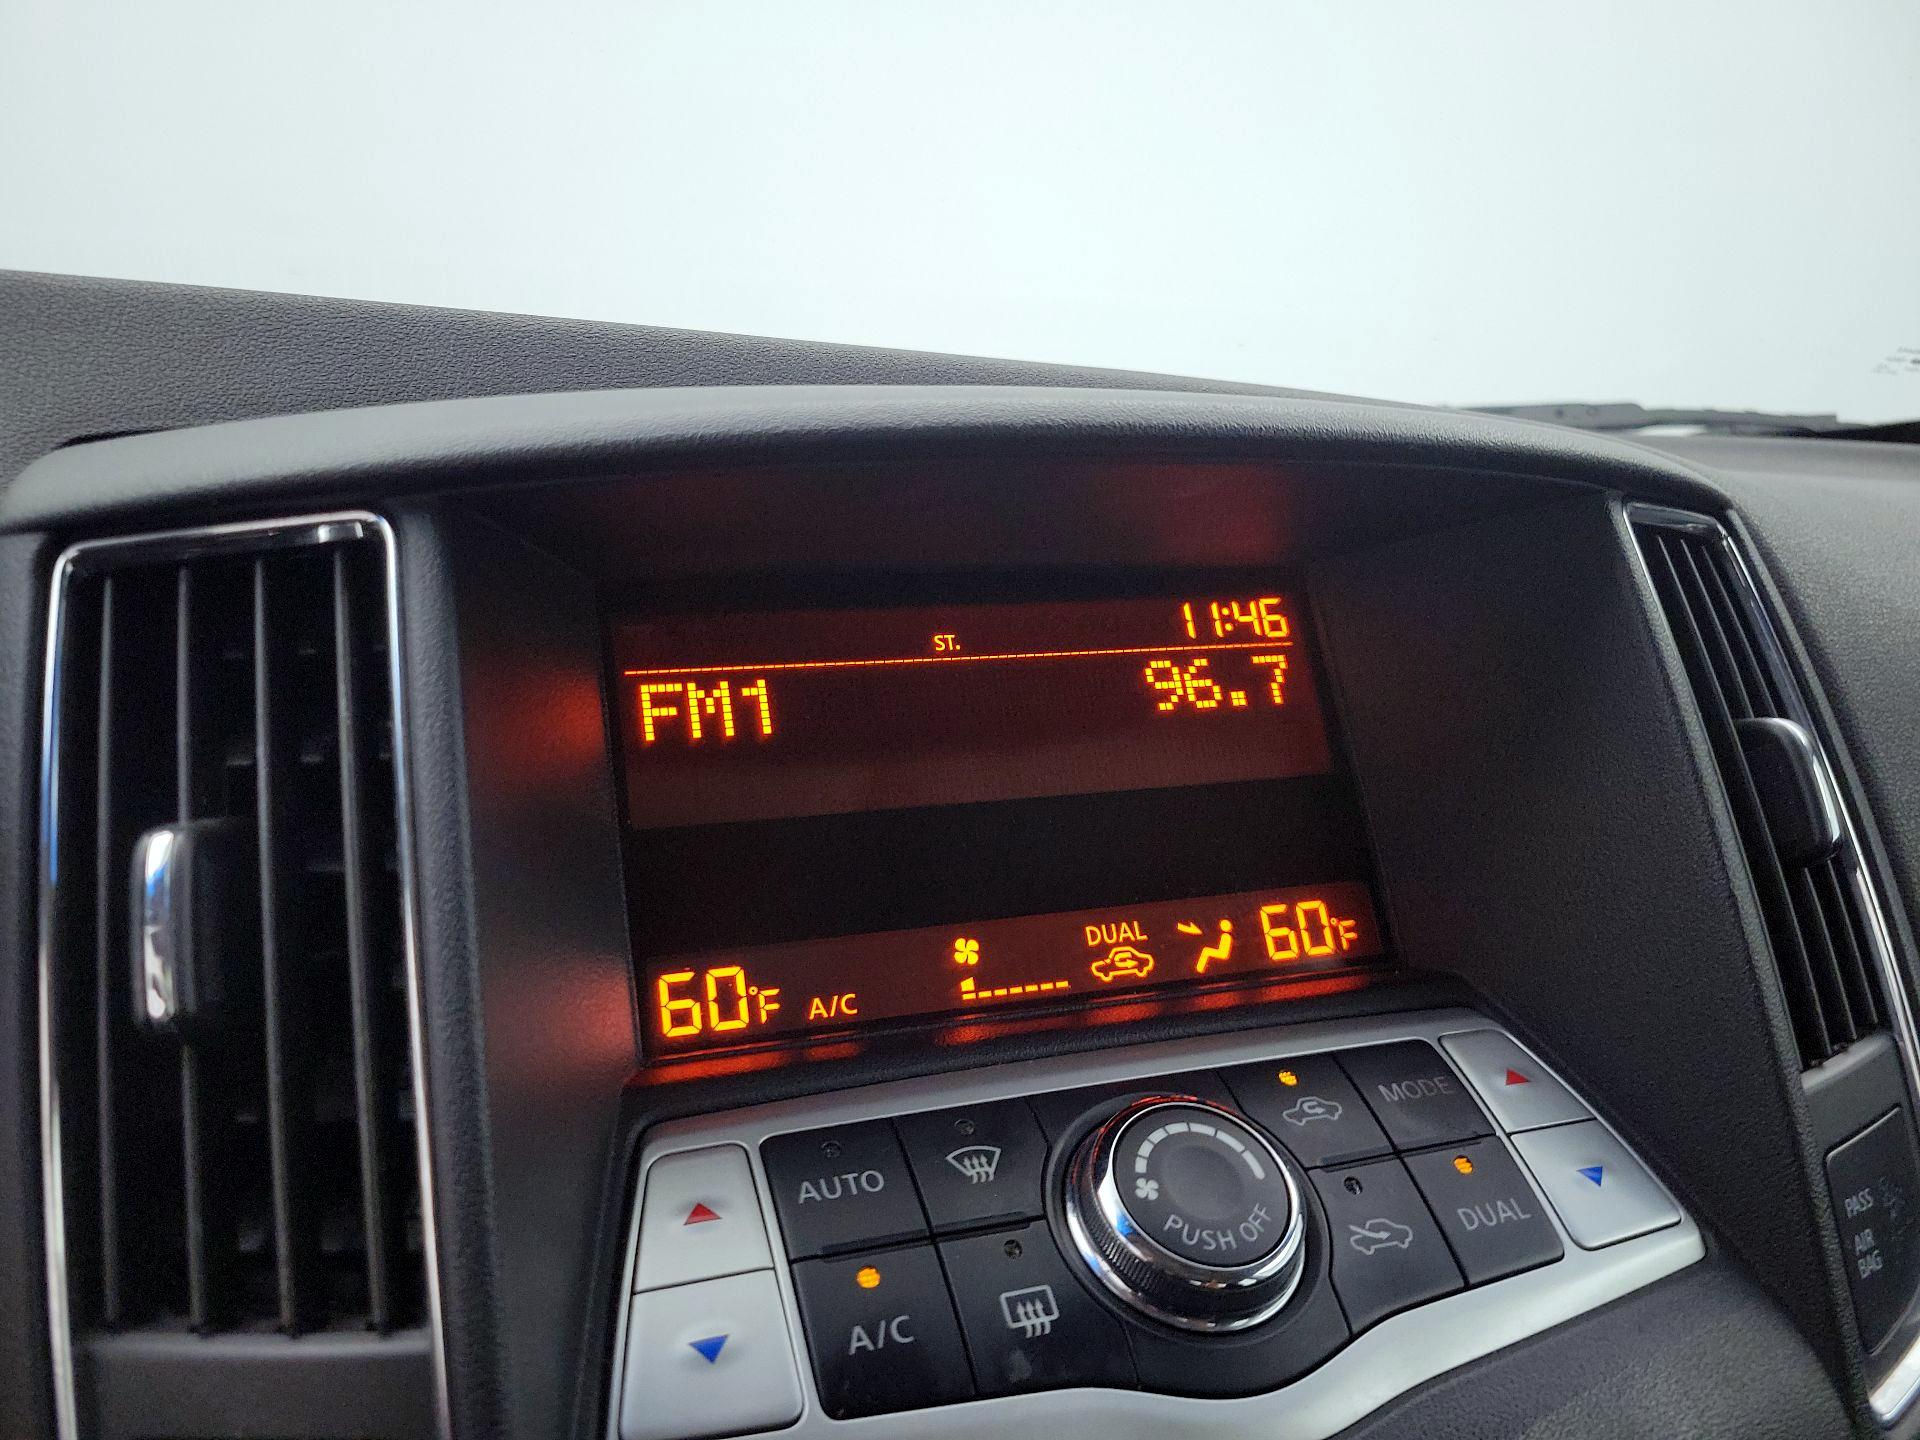 11:46
ST.
FM1 96.7
DUAL
60°F A/C 60°F
AUTO
MODE
PUSH OFF
A/C
DUAL
PASS
AIR
BAG